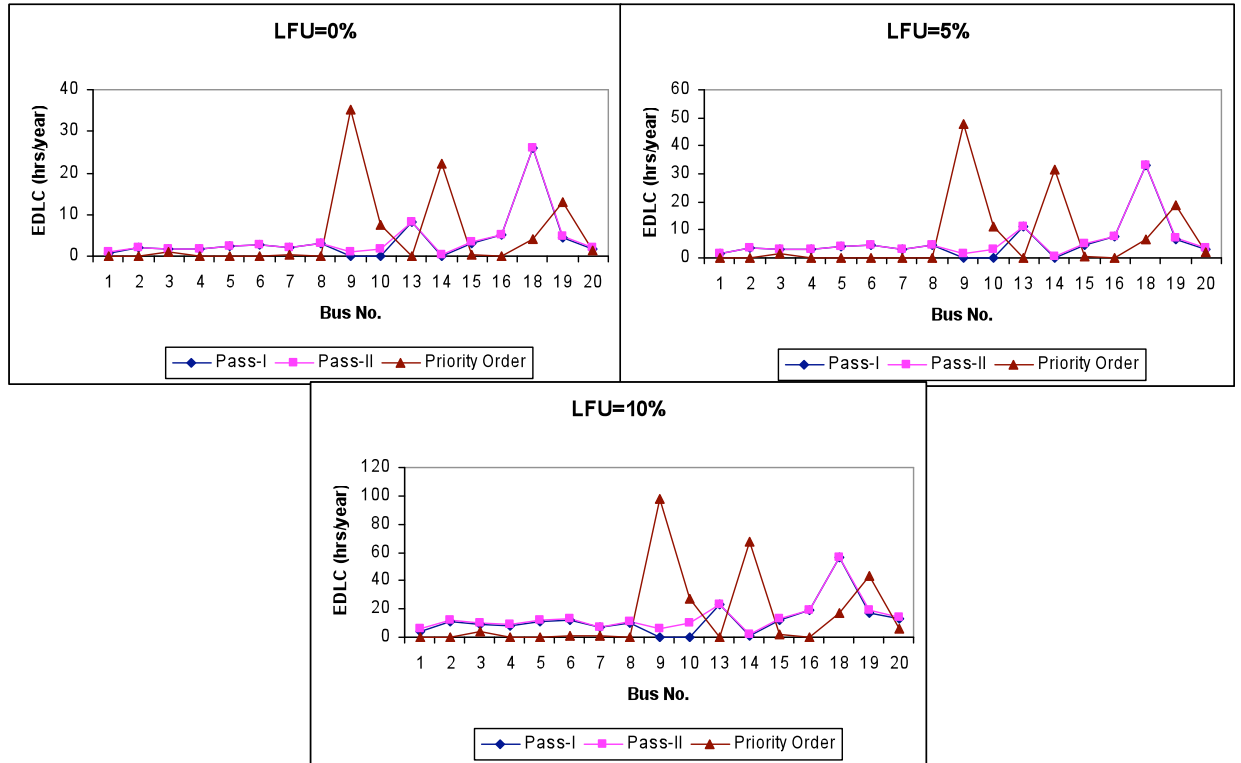 LFU=0%
EDLC (hrs/year)
40
30
20
10
0
1 2 3 4 5 6 7 8 9 10 13 14 15 16 18 19 20
Bus No.
Pass-I Pass-II Priority Order
LFU=5%
EDLC (hrs/year)
60
50
40
30
20
10
0
1 2 3 4 5 6 7 8 9 10 13 14 15 16 18 19 20
Bus No.
Pass-I Pass-II Priority Order
LFU=10%
EDLC (hrs/year)
120
100
80
60
40
20
0
1 2 3 4 5 6 7 8 9 10 13 14 15 16 18 19 20
Bus No.
Pass-I Pass-II Priority Order